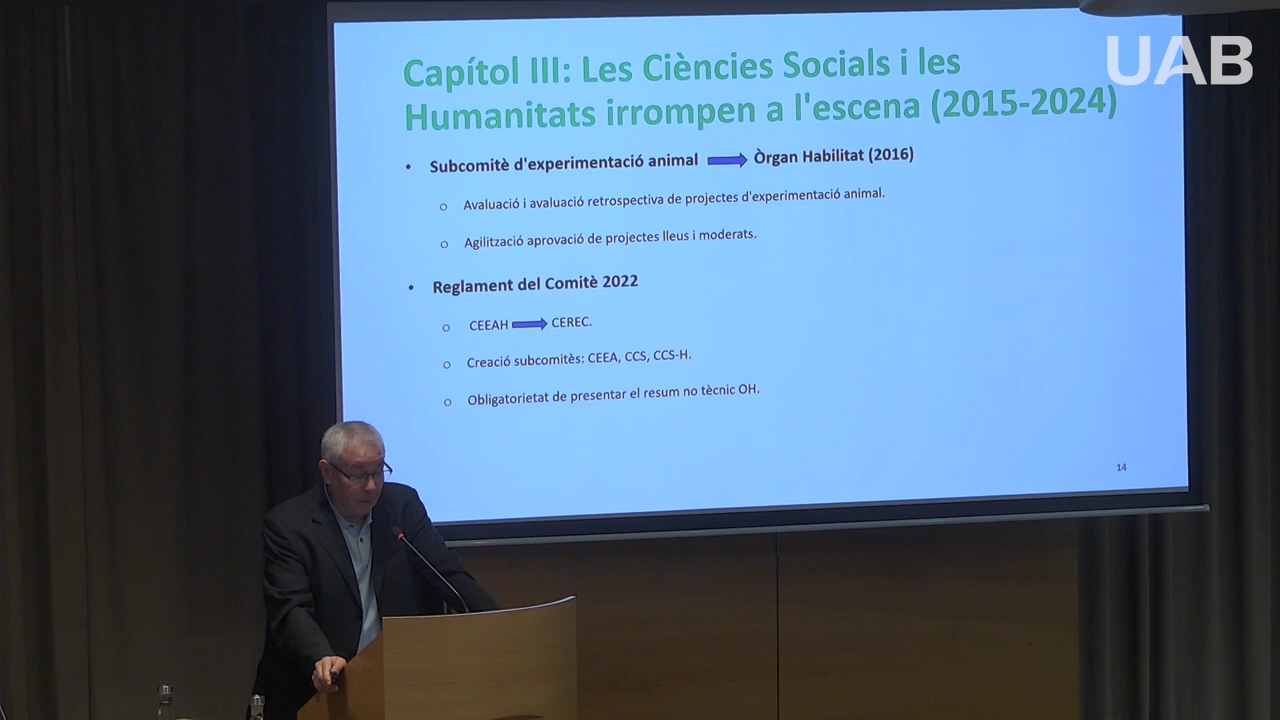 UAB
Capítol III: Les Ciències Socials i les
Humanitats irrompen a l'escena (2015-2024)
• Subcomitè d'experimentació animal Òrgan Habilitat (2016)
o Avaluació i avaluació retrospectiva de projectes d'experimentació animal.
o Agilització aprovació de projectes lleus i moderats.
• Reglament del Comitè 2022
o CEEAH CEREC.
o Creació subcomitès: CEEA, CCS, CCS-H.
o Obligatorietat de presentar el resum no tècnic OH.
14